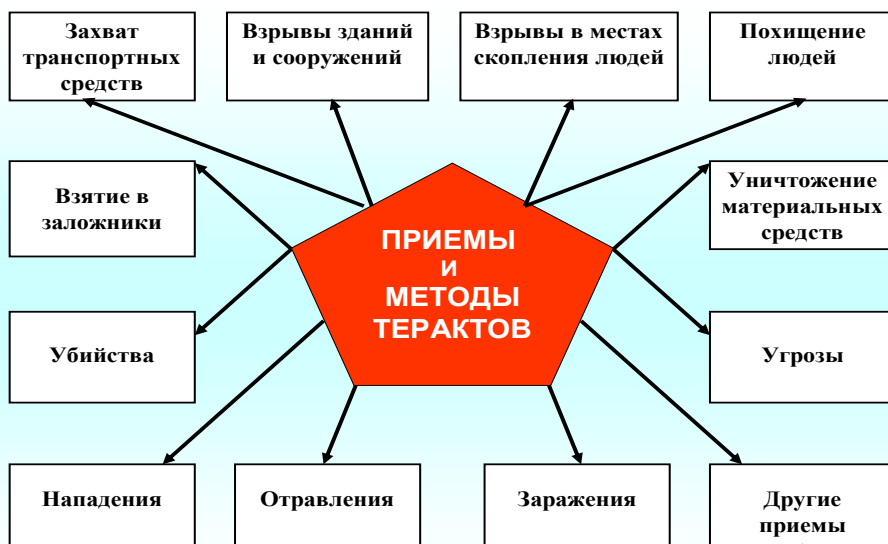 Захват
транспортных
средств
Взрывы зданий
и сооружений
Взрывы в местах
скопления людей
Похищение
людей
Взятие в
заложники
ПРИЕМЫ
И
МЕТОДЫ
ТЕРАКТОВ
Уничтожение
материальных
средств
Убийства
Угрозы
Нападения
Отравления
Заражения
Другие
приемы